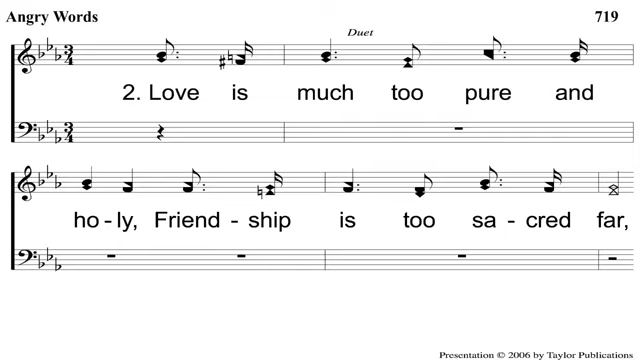 Angry Words 719
Duet
2. Love is much too pure and
ho - ly, Friend - ship is too sa - cred far,
Presentation © 2006 by Taylor Publications